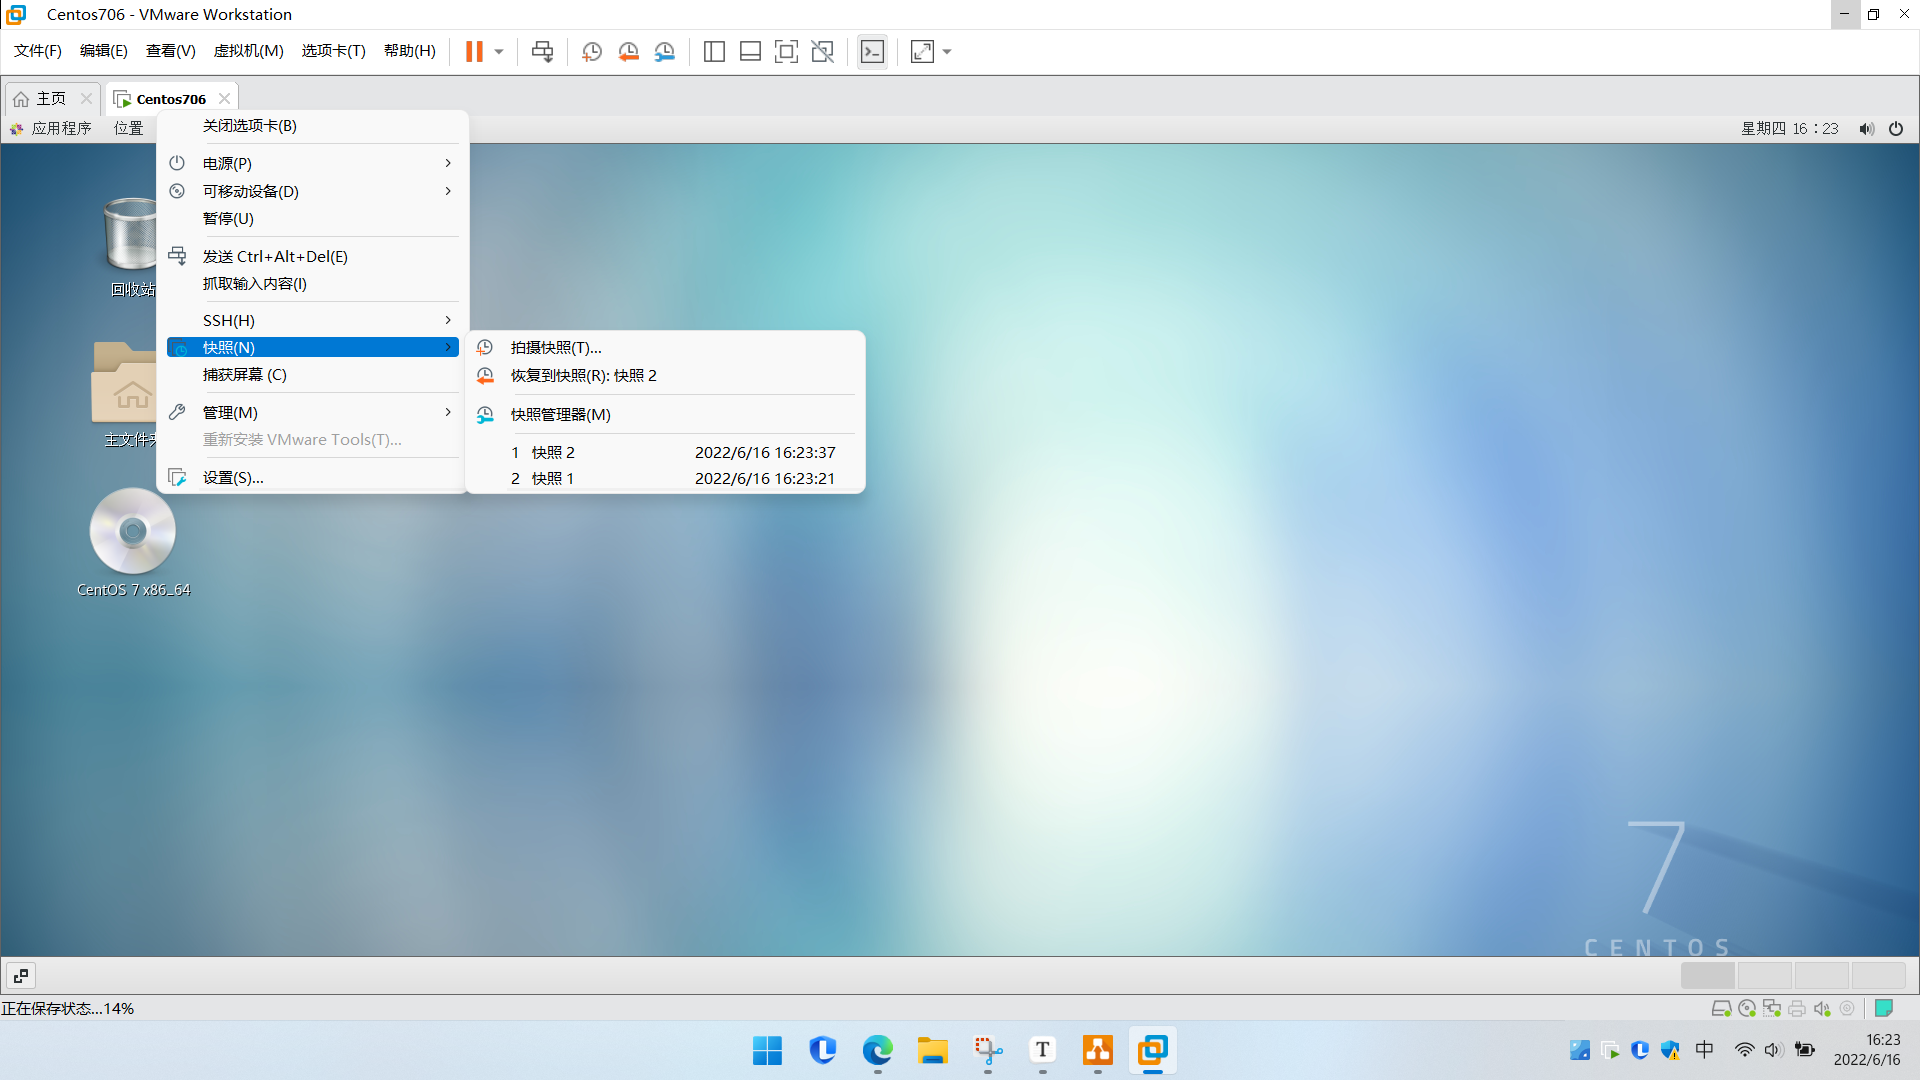 Centos706 - VMware Workstation
文件(F) 编辑(E) 查看(V) 虚拟机(M) 选项卡(T) 帮助(H)
主页 Centos706
应用程序 位置 星期四 16：23
关闭选项卡(B)
电源(P)
可移动设备(D)
暂停(U)
发送 Ctrl+Alt+Del(E)
抓取输入内容(I)
SSH(H)
快照(N)
捕获屏幕 (C)
管理(M)
重新安装 VMware Tools(T)...
设置(S)...
拍摄快照(T)...
恢复到快照(R): 快照 2
快照管理器(M)
1 快照 2 2022/6/16 16:23:37
2 快照 1 2022/6/16 16:23:21
回收站
主文件夹
CentOS 7 x86_64
7
CENTOS
正在保存状态...14%
T
中
16:23
2022/6/16